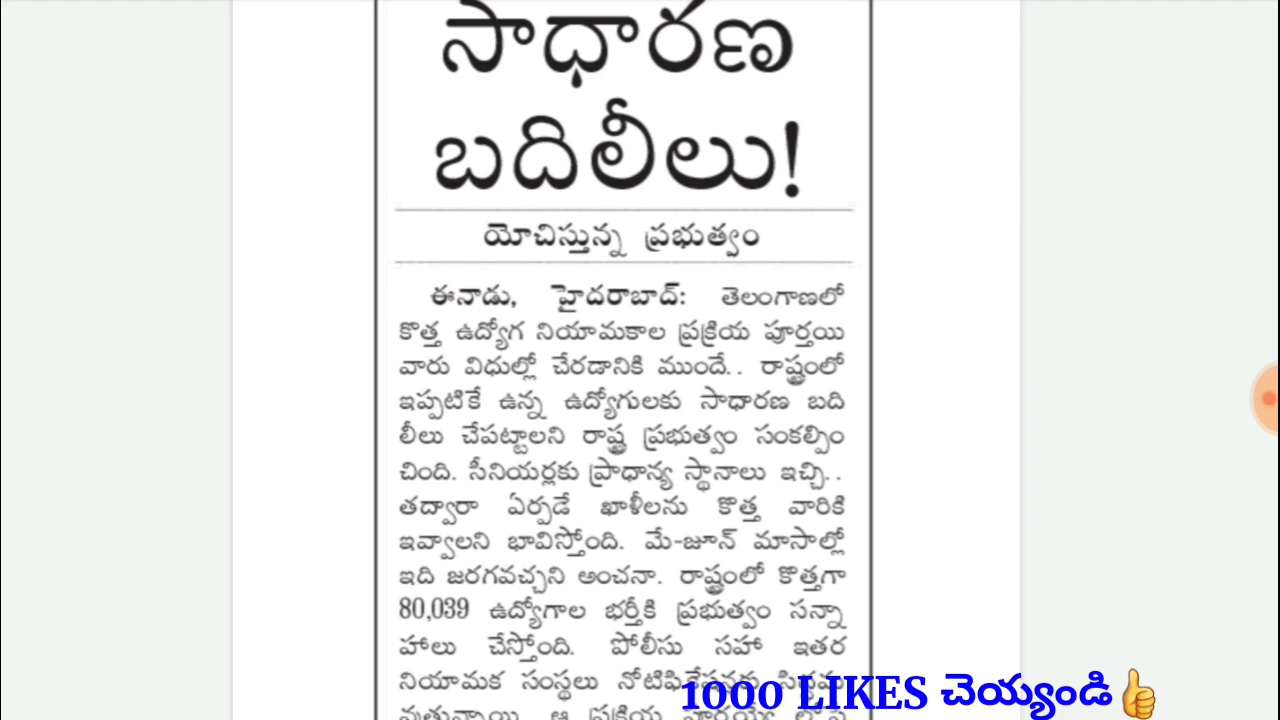 సాధారణ
బదిలీలు!
యోచిస్తున్న ప్రభుత్వం
ఈనాడు, హైదరాబాద్: తెలంగాణలో
కొత్త ఉద్యోగ నియామకాల ప్రక్రియ పూర్తయి
వారు విధుల్లో చేరడానికి ముందే.. రాష్ట్రంలో
ఇప్పటికే ఉన్న ఉద్యోగులకు సాధారణ బది
లీలు చేపట్టాలని రాష్ట్ర ప్రభుత్వం సంకల్పిం
చింది. సీనియర్లకు ప్రాధాన్య స్థానాలు ఇచ్చి..
తద్వారా ఏర్పడే ఖాళీలను కొత్త వారికి
ఇవ్వాలని భావిస్తోంది. మే-జూన్ మాసాల్లో
ఇది జరగవచ్చని అంచనా. రాష్ట్రంలో కొత్తగా
80,039 ఉద్యోగాల భర్తీకి ప్రభుత్వం సన్నా
హాలు చేస్తోంది. పోలీసు సహా ఇతర
నియామక సంస్థలు
1000 LIKES చెయ్యండి👍